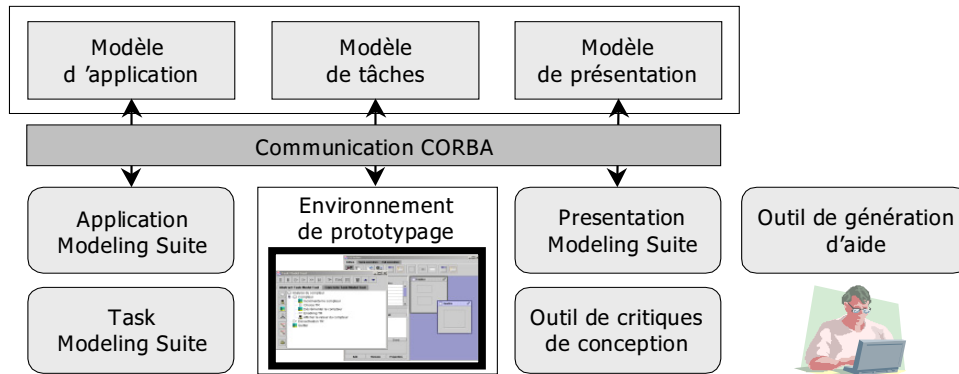 Modèle
d ’application
Modèle
de tâches
Modèle
de présentation
Communication CORBA
Application
Modeling Suite
Environnement
de prototypage
Presentation
Modeling Suite
Outil de génération
d’aide
Task
Modeling Suite
Outil de critiques
de conception